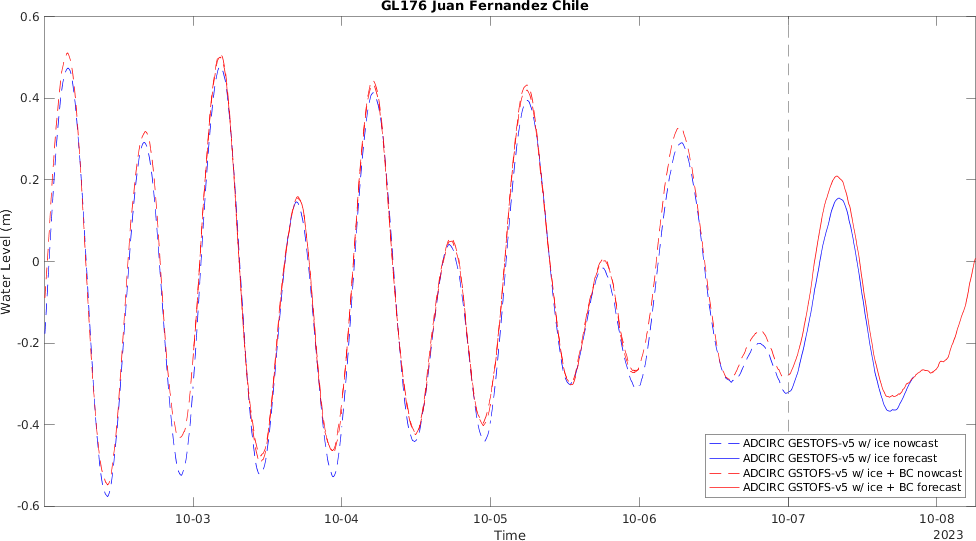 GL176 Juan Fernandez Chile
0.6
0.4
0.2
0
-0.2
-0.4
-0.6
Water Level (m)
ADCIRC GESTOFS-v5 w/ ice nowcast
ADCIRC GESTOFS-v5 w/ ice forecast
ADCIRC GSTOFS-v5 w/ ice + BC nowcast
ADCIRC GSTOFS-v5 w/ ice + BC forecast
10-03
10-04
10-05
10-06
10-07
10-08
Time
2023